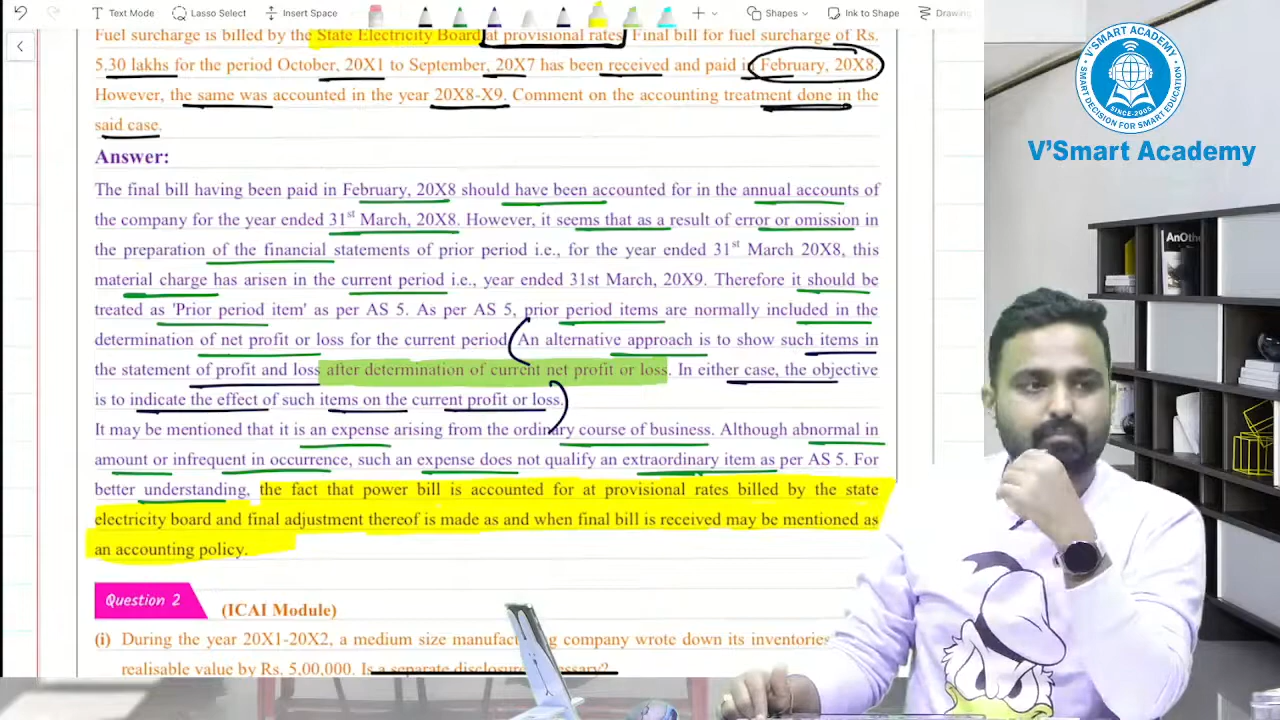 Text Mode Lasso Select Insert Space Shapes Ink to Shape Drawing
Fuel surcharge is billed by the State Electricity Board at provisional rates. Final bill for fuel surcharge of Rs.
5.30 lakhs for the period October, 20X1 to September, 20X7 has been received and paid in February, 20X8.
However, the same was accounted in the year 20X8-X9. Comment on the accounting treatment done in the
said case.
Answer:
The final bill having been paid in February, 20X8 should have been accounted for in the annual accounts of
the company for the year ended 31st March, 20X8. However, it seems that as a result of error or omission in
the preparation of the financial statements of prior period i.e., for the year ended 31st March 20X8, this
material charge has arisen in the current period i.e., year ended 31st March, 20X9. Therefore it should be
treated as 'Prior period item' as per AS 5. As per AS 5, prior period items are normally included in the
determination of net profit or loss for the current period. An alternative approach is to show such items in
the statement of profit and loss after determination of current net profit or loss. In either case, the objective
is to indicate the effect of such items on the current profit or loss.
It may be mentioned that it is an expense arising from the ordinary course of business. Although abnormal in
amount or infrequent in occurrence, such an expense does not qualify an extraordinary item as per AS 5. For
better understanding, the fact that power bill is accounted for at provisional rates billed by the state
electricity board and final adjustment thereof is made as and when final bill is received may be mentioned as
an accounting policy.
Question 2
(ICAI Module)
(i) During the year 20X1-20X2, a medium size manufacturing company wrote down its inventories
realisable value by Rs. 5,00,000. Is a separate disclosure necessary?
V'SMART ACADEMY
SMART DECISION FOR SMART EDUCATION
SINCE-2005
V'Smart Academy